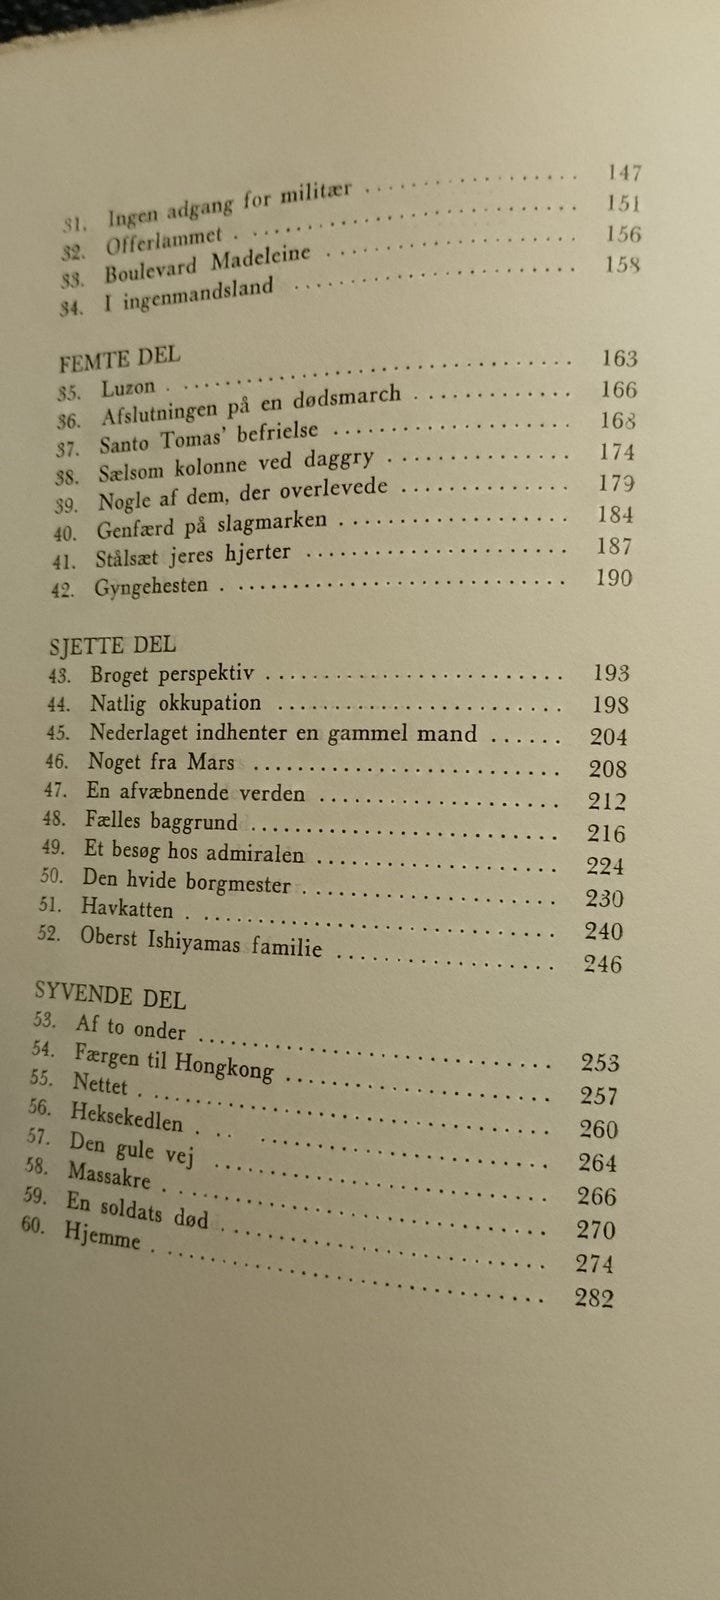 31. Ingen adgang for militær . . . . . . . . . . . . . . . . . . 147
32. Offerlammet . . . . . . . . . . . . . . . . . . . . . . . . . . 151
33. Boulevard Madeleine . . . . . . . . . . . . . . . . . . . . 156
34. I ingenmandsland . . . . . . . . . . . . . . . . . . . . . . 158
FEMTE DEL
35. Luzon . . . . . . . . . . . . . . . . . . . . . . . . . . . . . . 163
36. Afslutningen på en dødsmarch . . . . . . . . . . . . 166
37. Santo Tomas' befrielse . . . . . . . . . . . . . . . . . . 168
38. Sælsom kolonne ved daggry . . . . . . . . . . . . . . 174
39. Nogle af dem, der overlevede . . . . . . . . . . . . . 179
40. Genfærd på slagmarken . . . . . . . . . . . . . . . . . 184
41. Stålsæt jeres hjerter . . . . . . . . . . . . . . . . . . . . 187
42. Gyngehesten . . . . . . . . . . . . . . . . . . . . . . . . . 190
SJETTE DEL
43. Broget perspektiv . . . . . . . . . . . . . . . . . . . . . . 193
44. Natlig okkupation . . . . . . . . . . . . . . . . . . . . . 198
45. Nederlaget indhenter en gammel mand . . . . . . 204
46. Noget fra Mars . . . . . . . . . . . . . . . . . . . . . . . 208
47. En afvæbnende verden . . . . . . . . . . . . . . . . . . 212
48. Fælles baggrund . . . . . . . . . . . . . . . . . . . . . . . 216
49. Et besøg hos admiralen . . . . . . . . . . . . . . . . . . 224
50. Den hvide borgmester . . . . . . . . . . . . . . . . . . . 230
51. Havkatten . . . . . . . . . . . . . . . . . . . . . . . . . . . . 240
52. Oberst Ishiyamas familie . . . . . . . . . . . . . . . . . 246
SYVENDE DEL
53. Af to onder . . . . . . . . . . . . . . . . . . . . . . . . . . . 253
54. Færgen til Hongkong . . . . . . . . . . . . . . . . . . . . 257
55. Nettet . . . . . . . . . . . . . . . . . . . . . . . . . . . . . . . 260
56. Heksekedlen . . . . . . . . . . . . . . . . . . . . . . . . . . 264
57. Den gule vej . . . . . . . . . . . . . . . . . . . . . . . . . . 266
58. Massakre . . . . . . . . . . . . . . . . . . . . . . . . . . . . . 270
59. En soldats død . . . . . . . . . . . . . . . . . . . . . . . . . 274
60. Hjemme . . . . . . . . . . . . . . . . . . . . . . . . . . . . . . 282